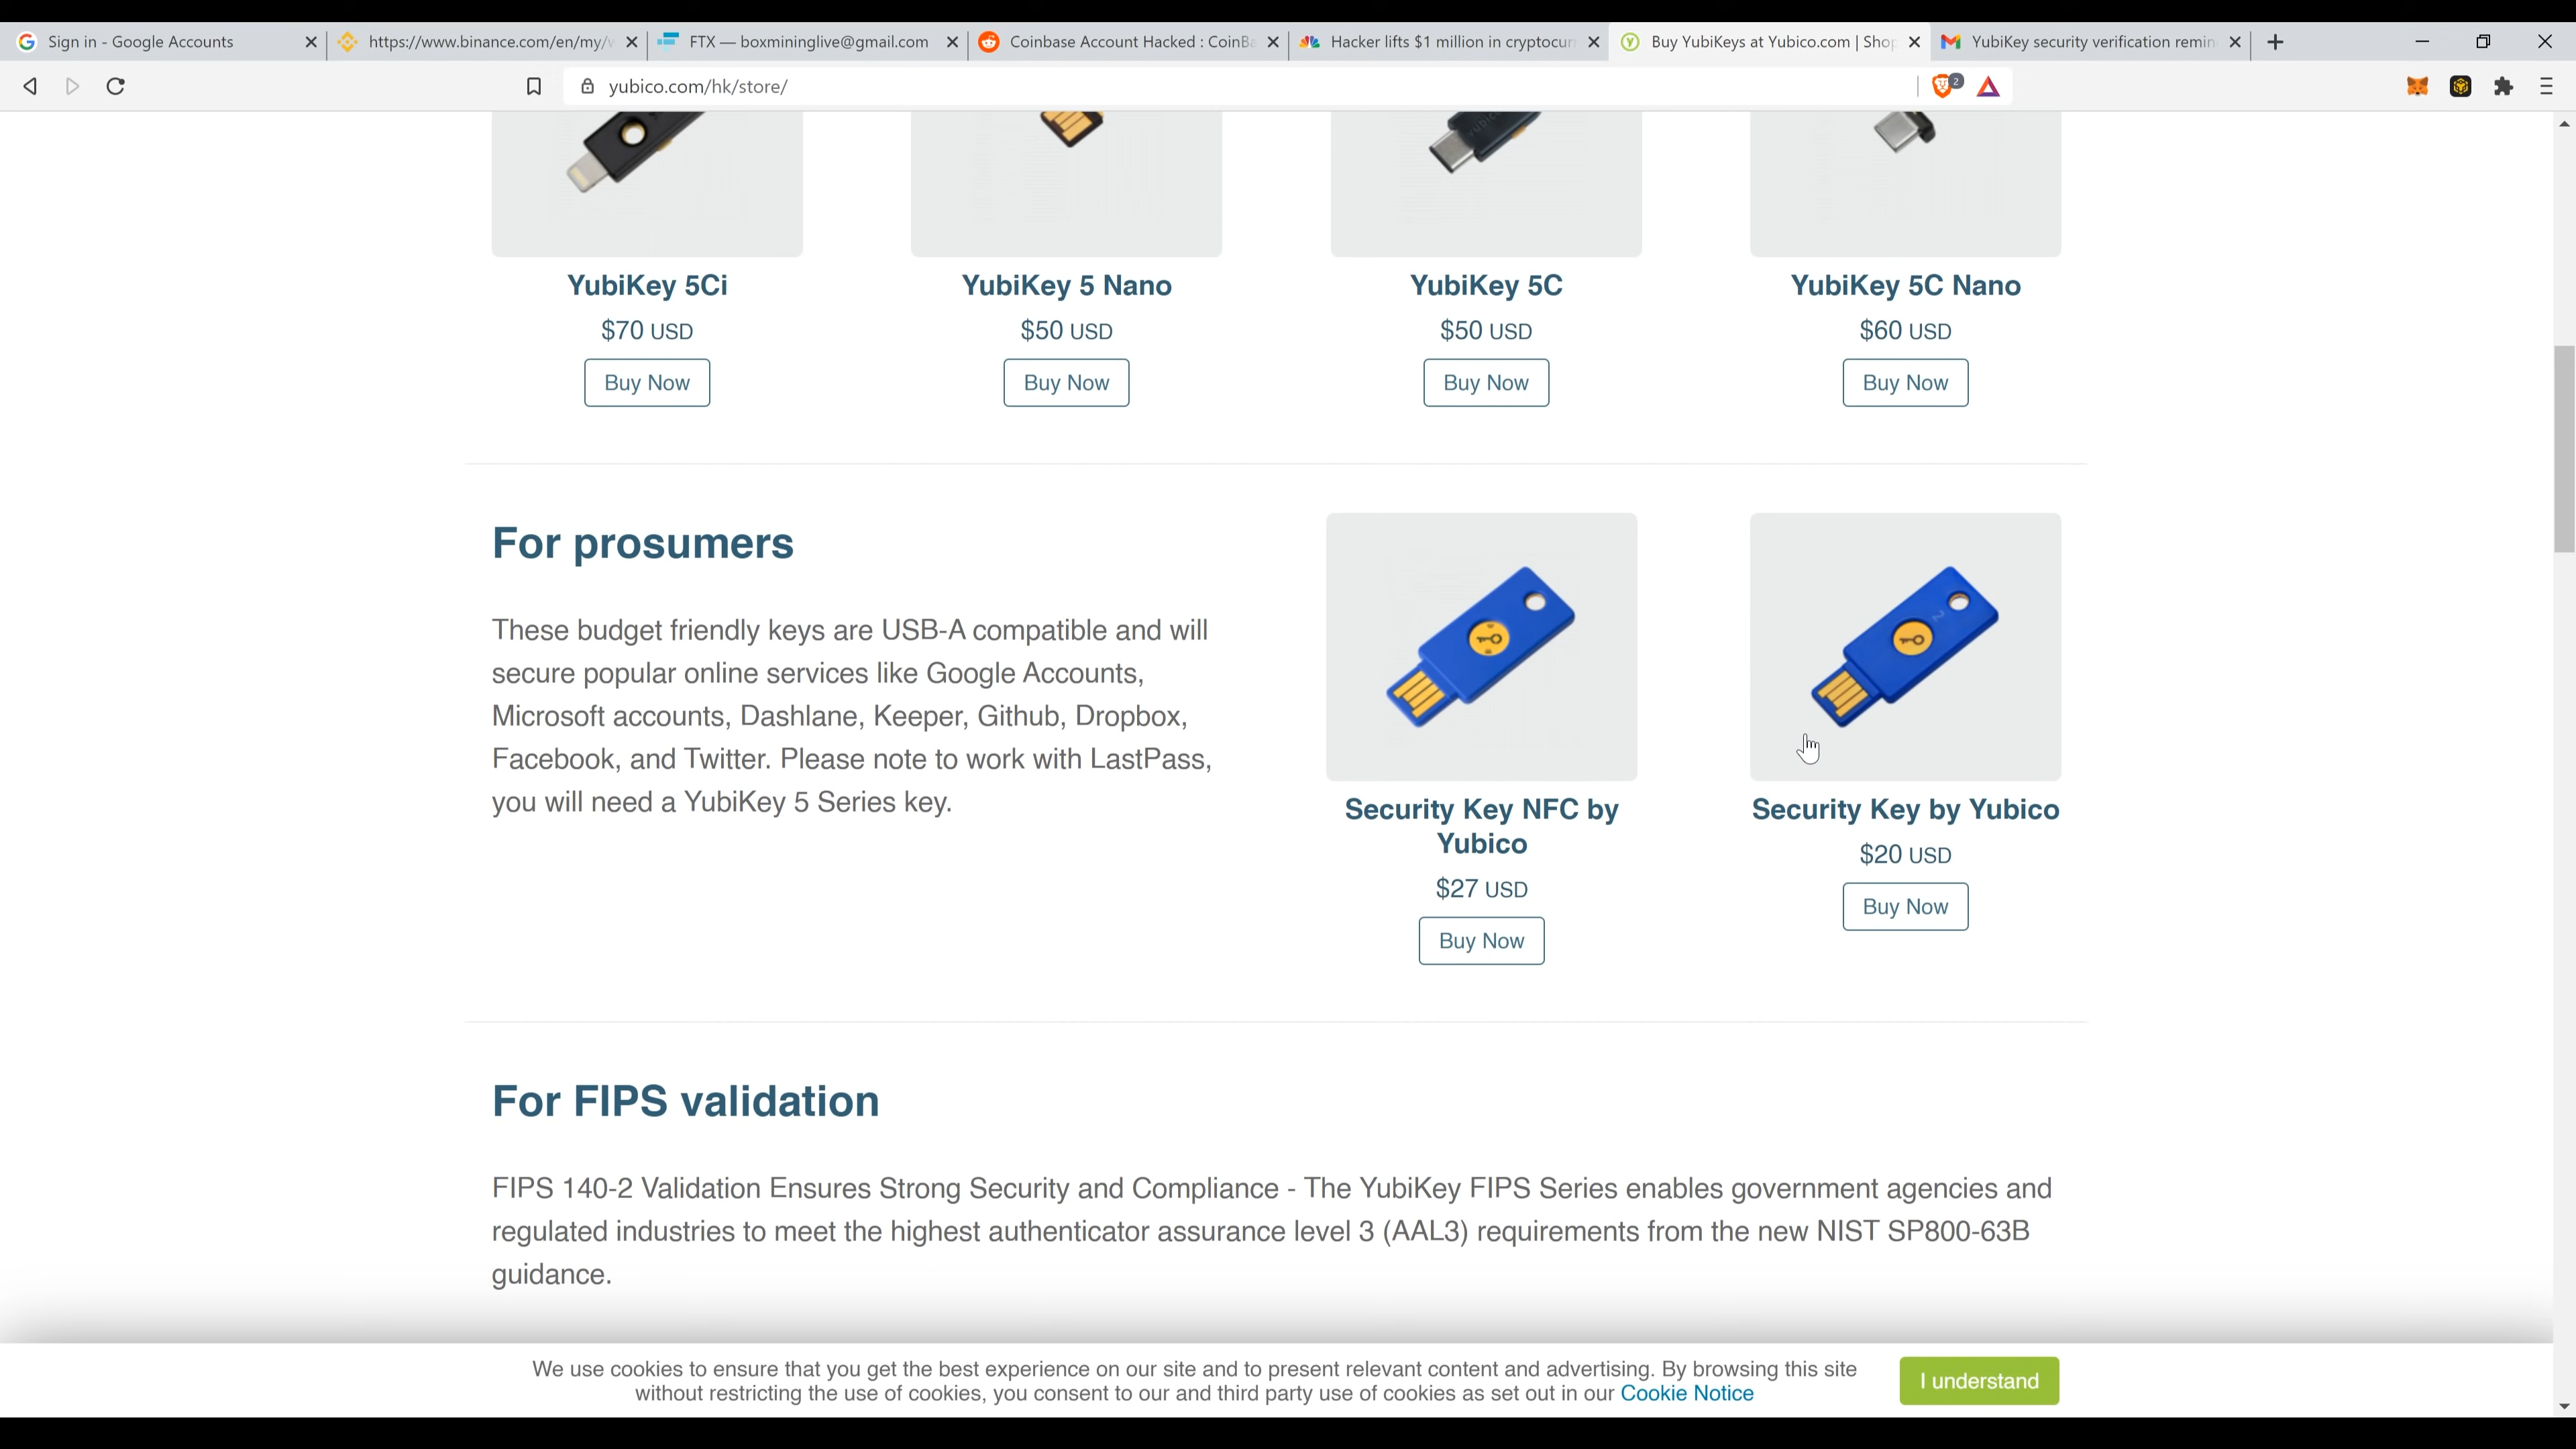 Sign in - Google Accounts
https://www.binance.com/en/my/
FTX — boxmininglive@gmail.com
Coinbase Account Hacked : CoinBa
Hacker lifts $1 million in cryptocur
Buy YubiKeys at Yubico.com | Shop
YubiKey security verification remin
yubico.com/hk/store/
2
YubiKey 5Ci
YubiKey 5 Nano
YubiKey 5C
YubiKey 5C Nano
$70 USD
$50 USD
$50 USD
$60 USD
Buy Now
Buy Now
Buy Now
Buy Now
For prosumers
These budget friendly keys are USB-A compatible and will
secure popular online services like Google Accounts,
Microsoft accounts, Dashlane, Keeper, Github, Dropbox,
Facebook, and Twitter. Please note to work with LastPass,
you will need a YubiKey 5 Series key.
Security Key NFC by
Yubico
$27 USD
Buy Now
Security Key by Yubico
$20 USD
Buy Now
For FIPS validation
FIPS 140-2 Validation Ensures Strong Security and Compliance - The YubiKey FIPS Series enables government agencies and
regulated industries to meet the highest authenticator assurance level 3 (AAL3) requirements from the new NIST SP800-63B
guidance.
We use cookies to ensure that you get the best experience on our site and to present relevant content and advertising. By browsing this site
without restricting the use of cookies, you consent to our and third party use of cookies as set out in our Cookie Notice
I understand